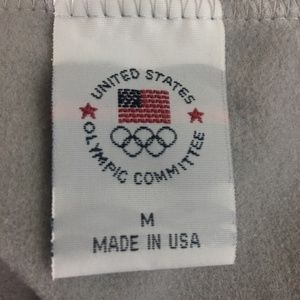 UNITED STATES
OLYMPIC COMMITTEE
M
MADE IN USA